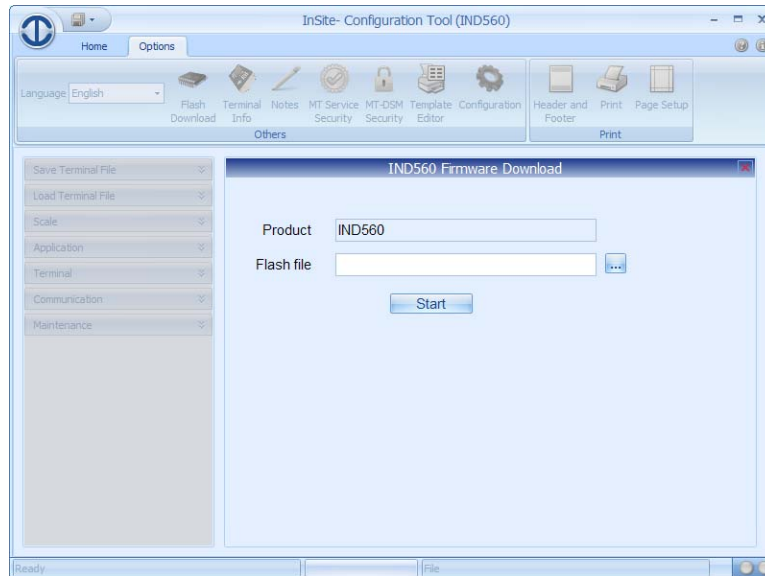 InSite- Configuration Tool (IND560)
Home Options
Language English
Flash Download
Terminal Info
Notes
MT Service Security
MT-DSM Security
Template Editor
Configuration
Header and Footer
Print
Page Setup
Others
Print
Save Terminal File
Load Terminal File
Scale
Application
Terminal
Communication
Maintenance
IND560 Firmware Download
Product IND560
Flash file
...
Start
Ready
File